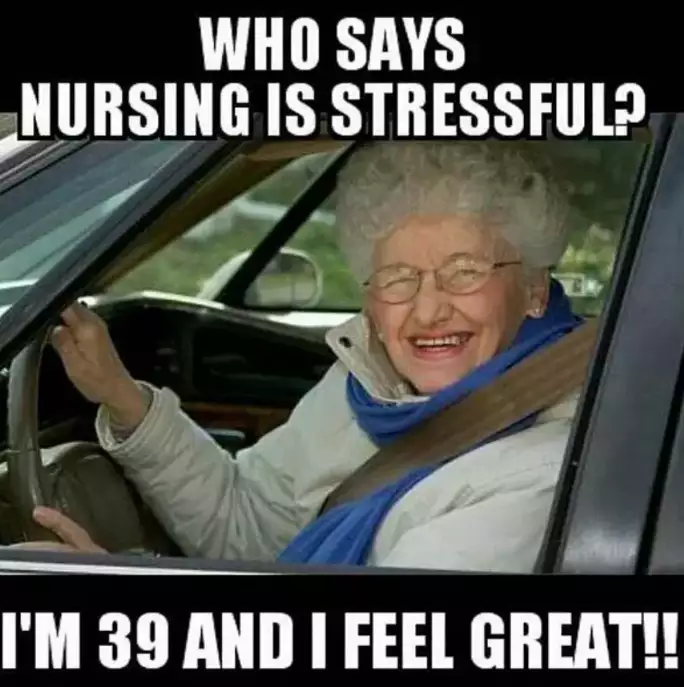 WHO SAYS
NURSING IS STRESSFUL?
I'M 39 AND I FEEL GREAT!!